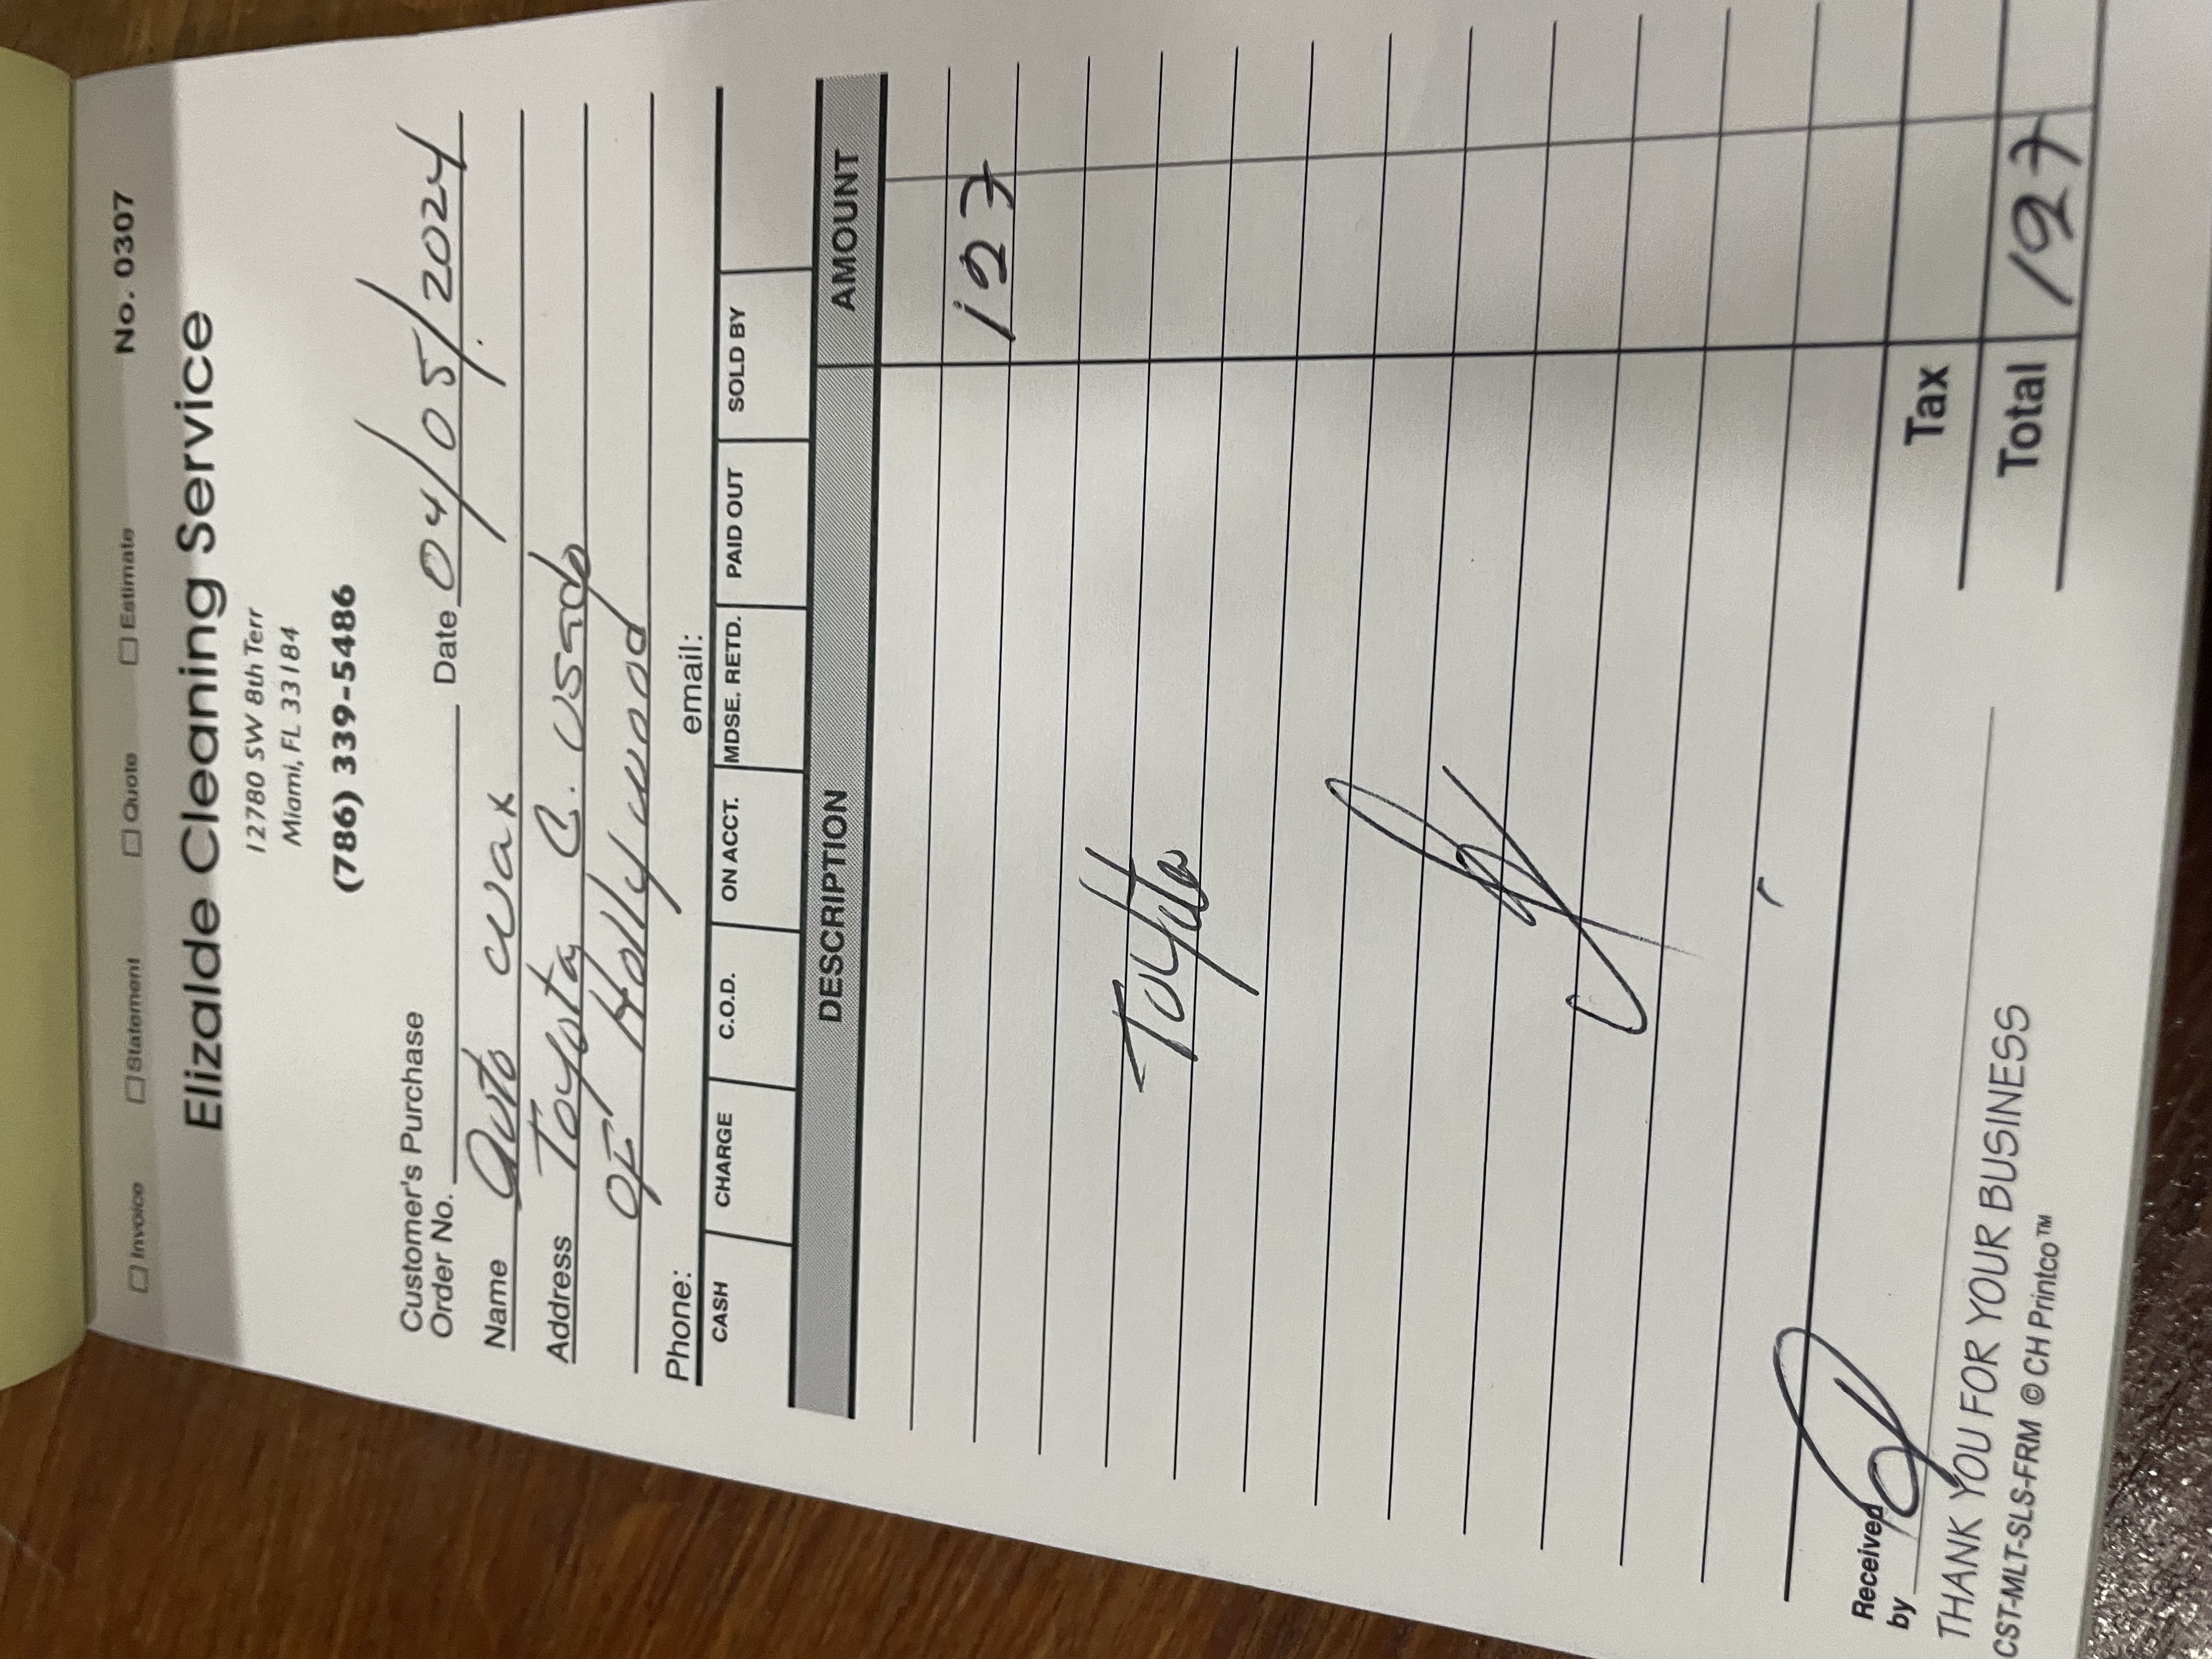 ☐ Invoice ☐ Statement ☐ Quote ☐ Estimate No. 0307
Elizalde Cleaning Service
12780 SW 8th Terr
Miami, FL 33184
(786) 339-5486
Customer's Purchase
Order No. Date 04/05/2024
Name Auto wax
Address Toyota C. Usado
OF Hollywood
Phone: email:
CASH CHARGE C.O.D. ON ACCT. MDSE. RETD. PAID OUT SOLD BY
DESCRIPTION AMOUNT
197
Toyota
Tax
Received
by
Total 197
THANK YOU FOR YOUR BUSINESS
CST-MLT-SLS-FRM © CH Printco™